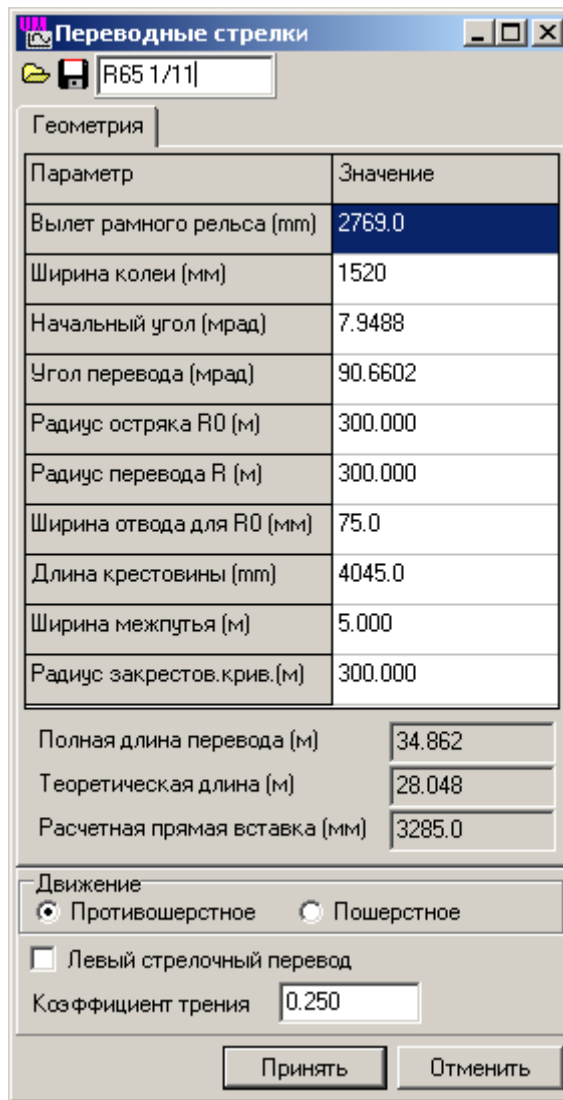 UM
Переводные стрелки
R65 1/11
Геометрия
Параметр Значение
Вылет рамного рельса (mm) 2769.0
Ширина колеи (мм) 1520
Начальный угол (мрад) 7.9488
Угол перевода (мрад) 90.6602
Радиус остряка R0 (м) 300.000
Радиус перевода R (м) 300.000
Ширина отвода для R0 (мм) 75.0
Длина крестовины (mm) 4045.0
Ширина межпутья (м) 5.000
Радиус закрестов.крив.(м) 300.000
Полная длина перевода (м) 34.862
Теоретическая длина (м) 28.048
Расчетная прямая вставка (мм) 3285.0
Движение
Противошерстное Пошерстное
Левый стрелочный перевод
Коэффициент трения 0.250
Принять Отменить